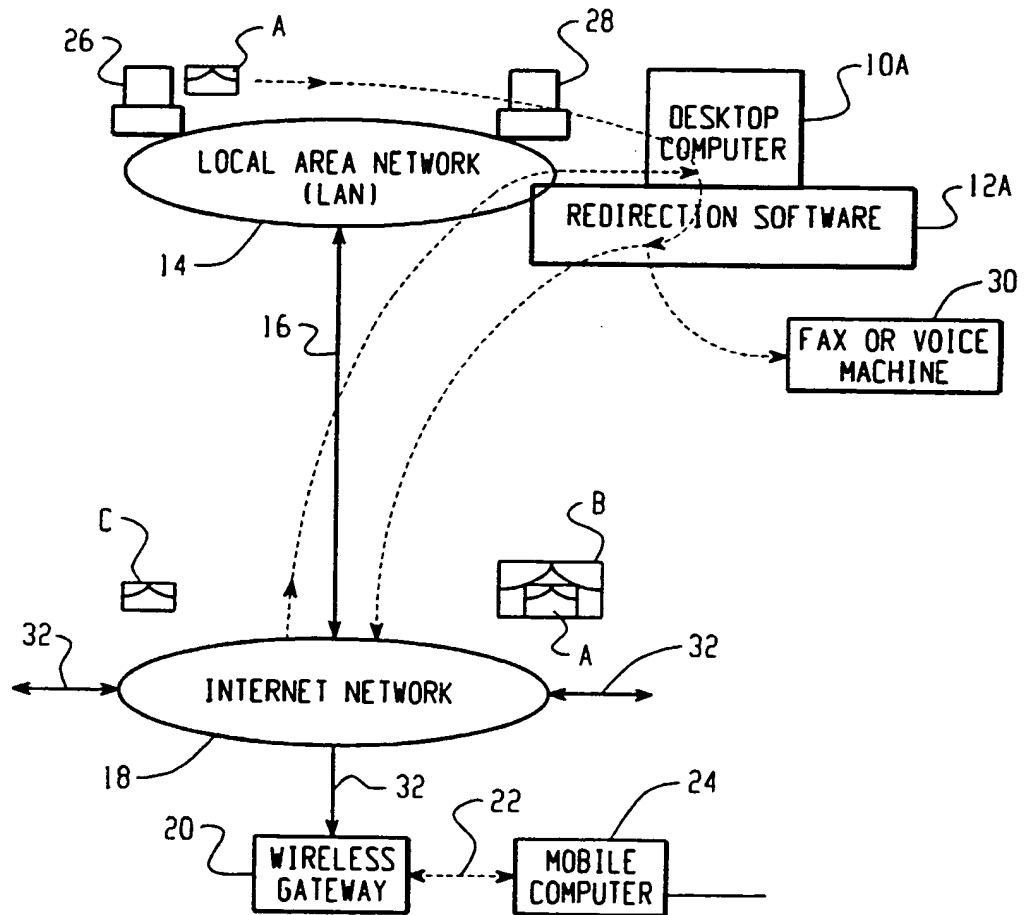 26
A
28
10A
DESKTOP
COMPUTER
LOCAL AREA NETWORK
(LAN)
12A
REDIRECTION SOFTWARE
14
30
16
FAX OR VOICE
MACHINE
C
B
A
32
32
INTERNET NETWORK
18
32
24
20
22
WIRELESS
GATEWAY
MOBILE
COMPUTER